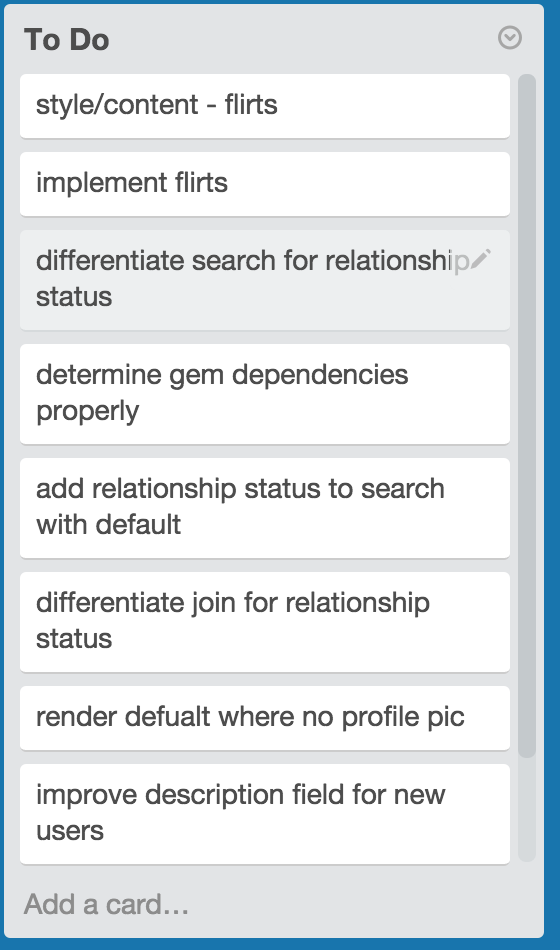 To Do
style/content - flirts
implement flirts
differentiate search for relationship
status
determine gem dependencies
properly
add relationship status to search
with default
differentiate join for relationship
status
render defualt where no profile pic
improve description field for new
users
Add a card...